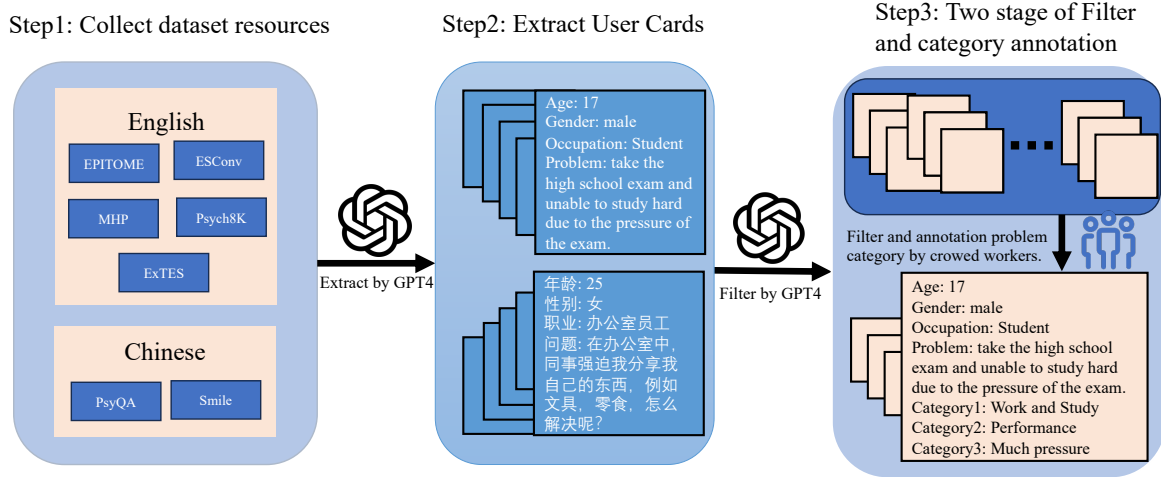 Step1: Collect dataset resources
English
EPITOME
ESConv
MHP
Psych8K
ExTES
Chinese
PsyQA
Smile
Extract by GPT4
Step2: Extract User Cards
Age: 17
Gender: male
Occupation: Student
Problem: take the
high school exam and
unable to study hard
due to the pressure of
the exam.
年龄: 25
性别: 女
职业: 办公室员工
问题: 在办公室中，
同事强迫我分享我
自己的东西，例如
文具，零食，怎么
解决呢？
Filter by GPT4
Step3: Two stage of Filter
and category annotation
Filter and annotation problem
category by crowed workers.
Age: 17
Gender: male
Occupation: Student
Problem: take the high school
exam and unable to study hard
due to the pressure of the exam.
Category1: Work and Study
Category2: Performance
Category3: Much pressure